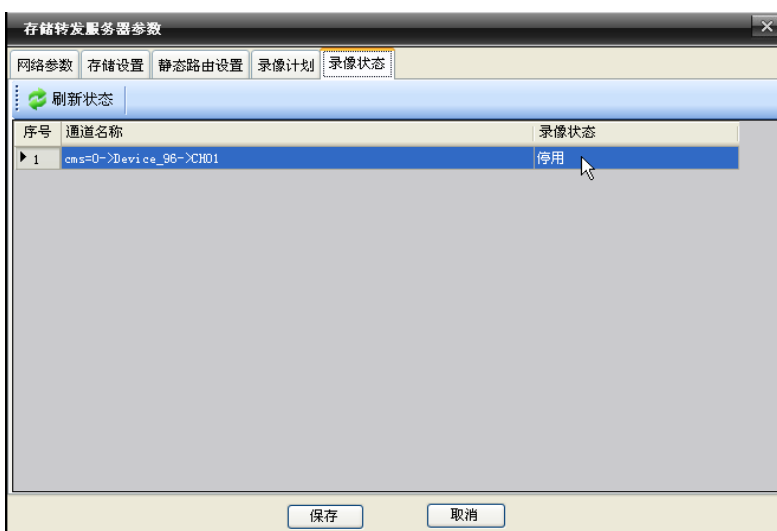 存储转发服务器参数
网络参数 存储设置 静态路由设置 录像计划 录像状态
刷新状态
序号 通道名称 录像状态
1 cms=0->Device_96->CH01 停用
保存 取消